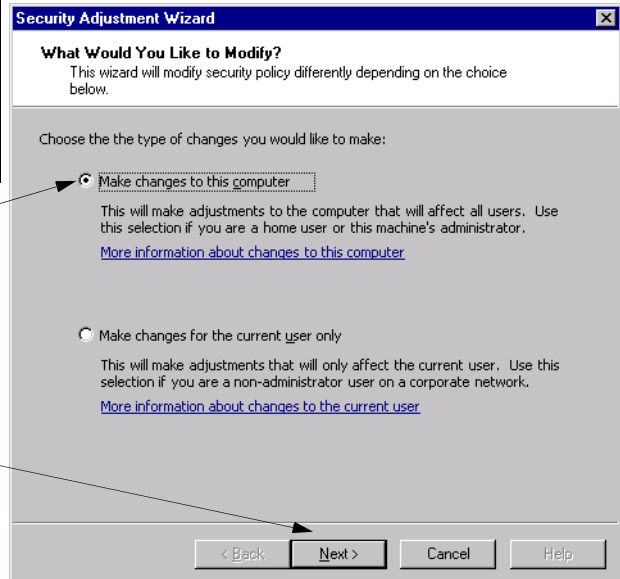 Security Adjustment Wizard
What Would You Like to Modify?
This wizard will modify security policy differently depending on the choice
below.
Choose the the type of changes you would like to make:
Make changes to this computer
This will make adjustments to the computer that will affect all users. Use
this selection if you are a home user or this machine's administrator.
More information about changes to this computer
Make changes for the current user only
This will make adjustments that will only affect the current user. Use this
selection if you are a non-administrator user on a corporate network.
More information about changes to the current user
< Back Next > Cancel Help